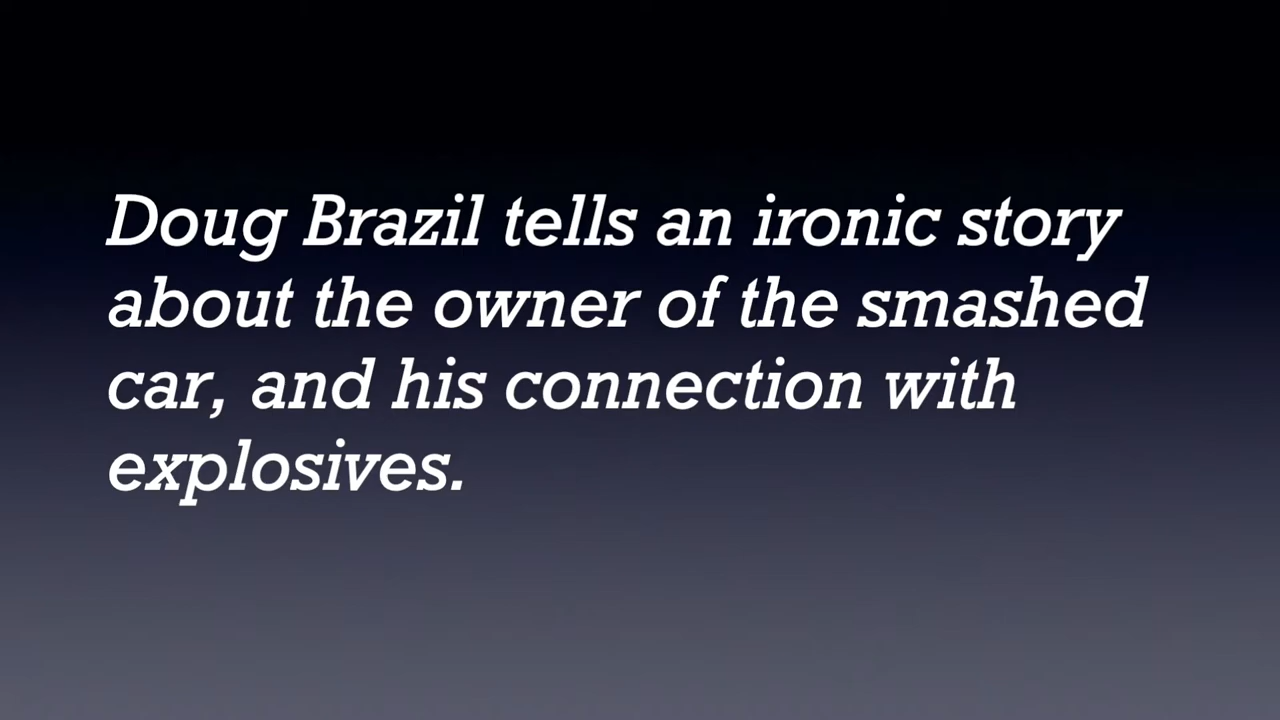 Doug Brazil tells an ironic story
about the owner of the smashed
car, and his connection with
explosives.